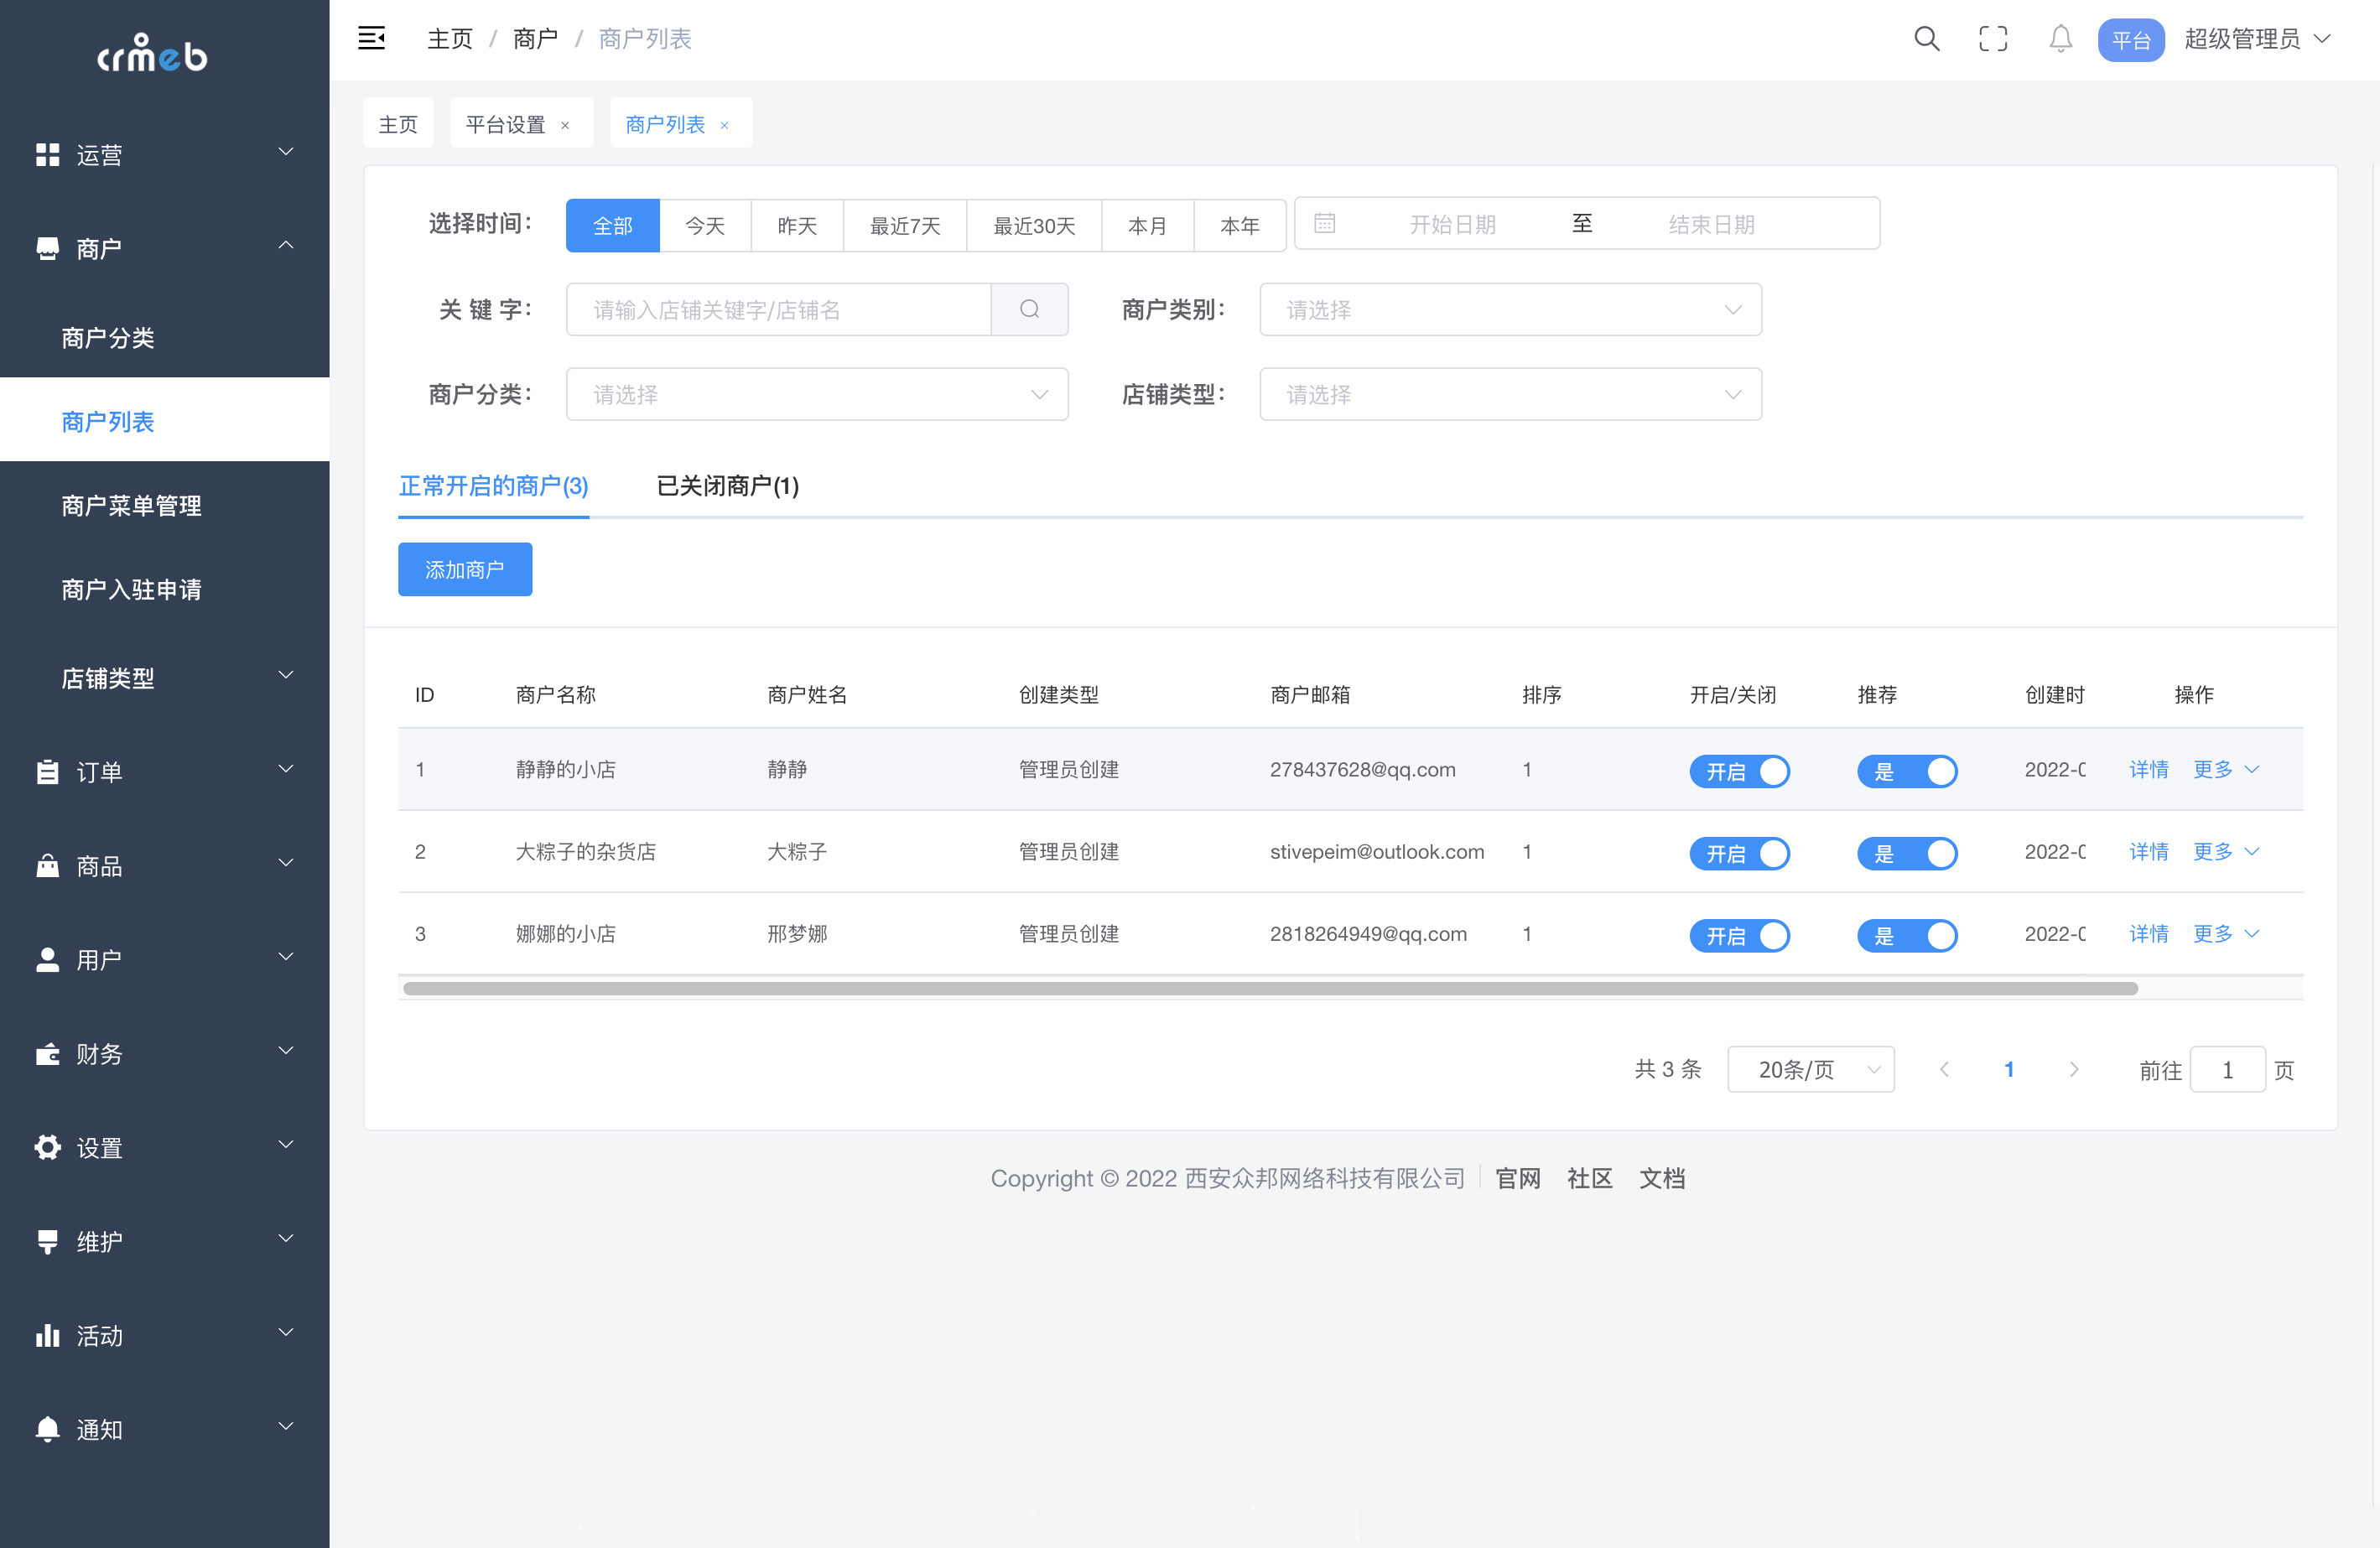 crmeb
运营
商户
商户分类
商户列表
商户菜单管理
商户入驻申请
店铺类型
订单
商品
用户
财务
设置
维护
活动
通知
主页 / 商户 / 商户列表
平台 超级管理员
主页 平台设置 × 商户列表 ×
选择时间： 全部 今天 昨天 最近7天 最近30天 本月 本年 开始日期 至 结束日期
关 键 字： 请输入店铺关键字/店铺名 商户类别： 请选择
商户分类： 请选择 店铺类型： 请选择
正常开启的商户(3) 已关闭商户(1)
添加商户
ID 商户名称 商户姓名 创建类型 商户邮箱 排序 开启/关闭 推荐 创建时 操作
1 静静的小店 静静 管理员创建 278437628@qq.com 1 开启 是 2022-0 详情 更多
2 大粽子的杂货店 大粽子 管理员创建 stivepeim@outlook.com 1 开启 是 2022-0 详情 更多
3 娜娜的小店 邢梦娜 管理员创建 2818264949@qq.com 1 开启 是 2022-0 详情 更多
共 3 条 20条/页 1 前往 1 页
Copyright © 2022 西安众邦网络科技有限公司 官网 社区 文档